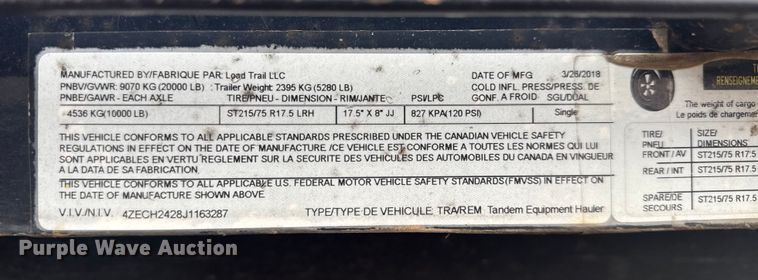 MANUFACTURED BY/FABRIQUE PAR: Load Trail LLC DATE OF MFG 3/26/2018
PNBV/GVWR: 9070 KG (20000 LB) : Trailer Weight: 2395 KG (5280 LB) COLD INFL. PRESS/PRESS. DE
PNBE/GAWR - EACH AXLE TIRE/PNEU - DIMENSION - RIM/JANTE PSI/LPC GONF. A FROID SGL/DUAL
4536 KG(10000 LB) ST215/75 R17.5 LRH 17.5" X 8" JJ 827 KPA(120 PSI) Single
THIS VEHICLE CONFORMS TO ALL APPLICABLE STANDARDS PRESCRIBED UNDER THE CANADIAN VEHICLE SAFETY
REGULATIONS IN EFFECT ON THE DATE OF MANUFACTURE /CE VEHICLE EST CONFORME A TOUTES LES NORMES QUI LUI
SONT APPLICABLES EN VERTU REGLEMENT SUR LA SECURITE DES VEHICULES DES AUTOMOBILES DU CANADA EN VINGUEUR
A LA DATA DE SA FABRICATION.
THIS VEHICLE CONFORMS TO ALL APPLICABLE U.S. FEDERAL MOTOR VEHICLE SAFETY STANDARDS(FMVSS) IN EFFECT ON
THE DATE OF MANUFACTURE SHOWN ABOVE.
V.I.V./N.I.V. 4ZECH2428J1163287 TYPE/TYPE DE VEHICULE: TRA/REM Tandem Equipment Hauler
RENSEIGNEME
The weight of cargo
Le poids de chargemen
TIRE/ SIZE/
PNEU DIMENSIONS
FRONT / AV ST215/75 R17.5
REAR / INT ST215/75 R17.5
SPARE/DE ST215/75 R17.5
SECOURS
Purple Wave Auction